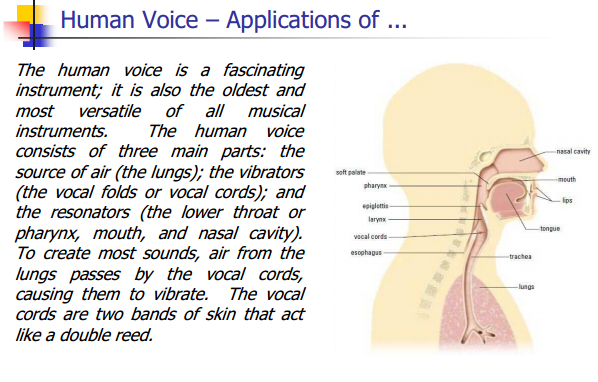 Human Voice – Applications of ...
The human voice is a fascinating
instrument; it is also the oldest and
most versatile of all musical
instruments. The human voice
consists of three main parts: the
source of air (the lungs); the vibrators
(the vocal folds or vocal cords); and
the resonators (the lower throat or
pharynx, mouth, and nasal cavity).
To create most sounds, air from the
lungs passes by the vocal cords,
causing them to vibrate. The vocal
cords are two bands of skin that act
like a double reed.
nasal cavity
soft palate
mouth
pharynx
lips
epiglottis
larynx
tongue
vocal cords
esophagus
trachea
lungs